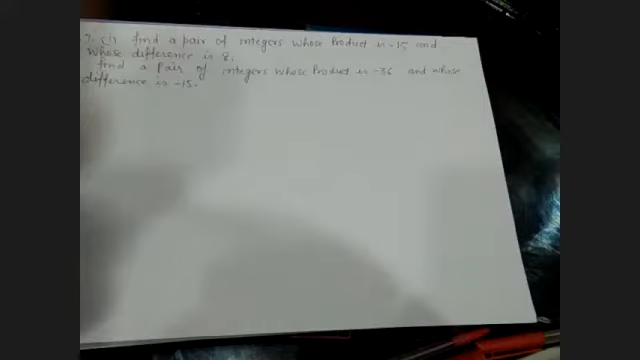 7. (i) find a pair of integers whose Product is -15 and
whose difference is 8.
find a Pair of integers whose Product is -36 and whose
difference is -15.